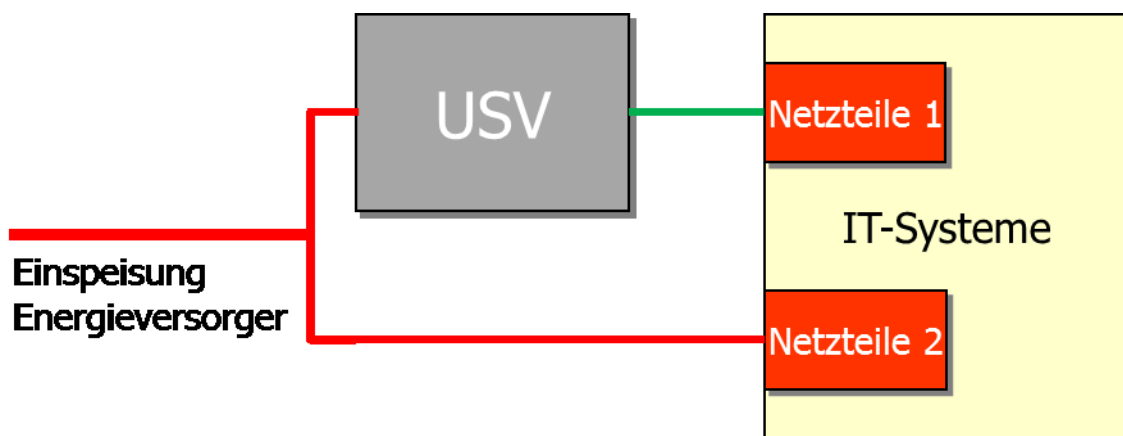 USV
Netzteile 1
IT-Systeme
Einspeisung
Energieversorger
Netzteile 2